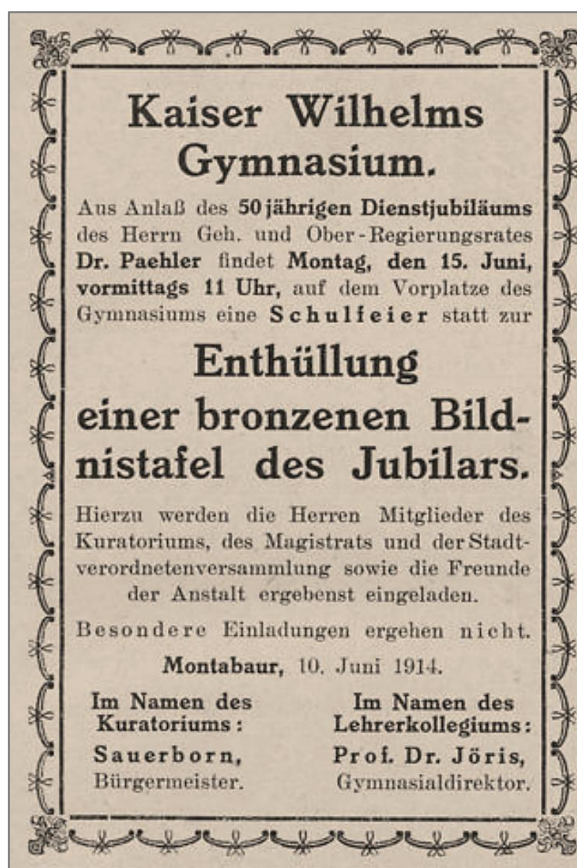 Kaiser Wilhelms
Gymnasium.
Aus Anlaß des 50jährigen Dienstjubiläums
des Herrn Geh. und Ober-Regierungsrates
Dr. Paehler findet Montag, den 15. Juni,
vormittags 11 Uhr, auf dem Vorplatze des
Gymnasiums eine Schulfeier statt zur
Enthüllung
einer bronzenen Bild-
nistafel des Jubilars.
Hierzu werden die Herren Mitglieder des
Kuratoriums, des Magistrats und der Stadt-
verordnetenversammlung sowie die Freunde
der Anstalt ergebenst eingeladen.
Besondere Einladungen ergehen nicht.
Montabaur, 10. Juni 1914.
Im Namen des
Kuratoriums:
Sauerborn,
Bürgermeister.
Im Namen des
Lehrerkollegiums:
Prof. Dr. Jöris,
Gymnasialdirektor.